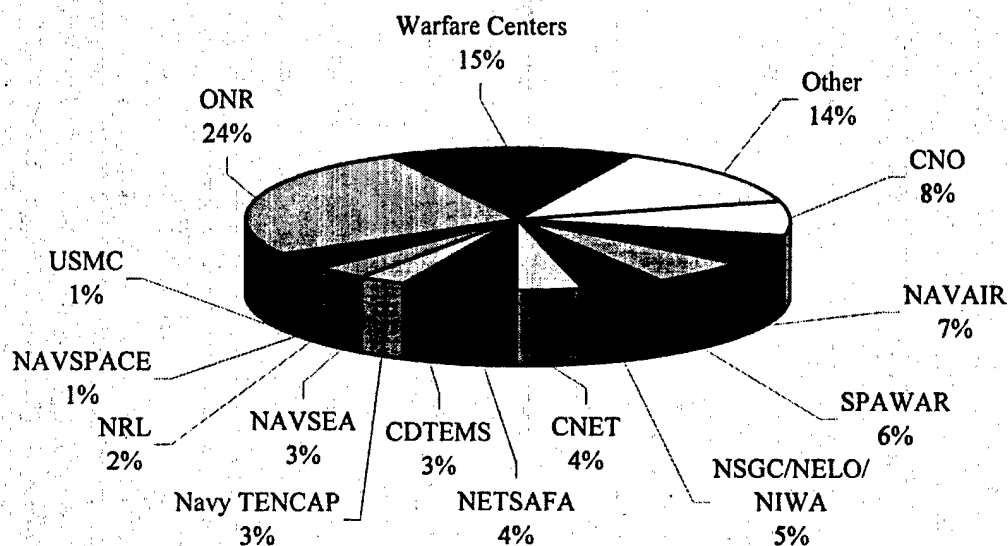 Warfare Centers
15%
Other
14%
ONR
24%
CNO
8%
USMC
1%
NAVAIR
7%
NAVSPACE
1%
SPAWAR
6%
NRL
2%
NAVSEA
3%
CDTEMS
3%
CNET
4%
NSGC/NELO/
NIWA
5%
Navy TENCAP
3%
NETSAFA
4%